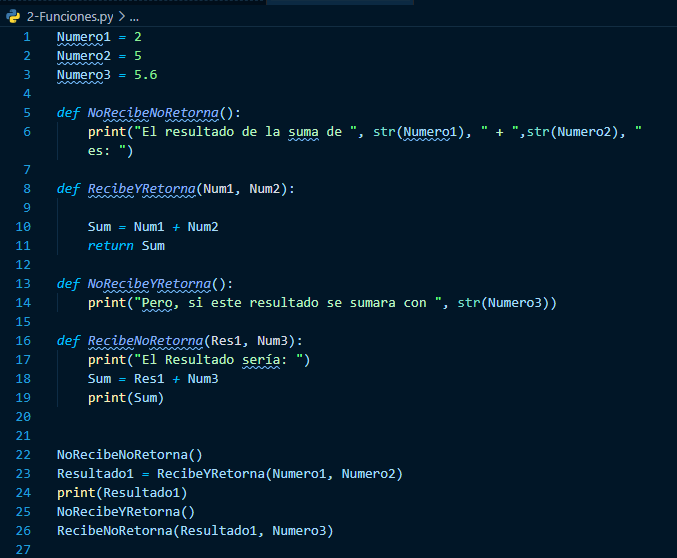 2-Funciones.py > ...
1 Numero1 = 2
2 Numero2 = 5
3 Numero3 = 5.6
4
5 def NoRecibeNoRetorna():
6     print("El resultado de la suma de ", str(Numero1), " + ",str(Numero2), "
    es: ")
7
8 def RecibeYRetorna(Num1, Num2):
9
10     Sum = Num1 + Num2
11     return Sum
12
13 def NoRecibeYRetorna():
14     print("Pero, si este resultado se sumara con ", str(Numero3))
15
16 def RecibeNoRetorna(Res1, Num3):
17     print("El Resultado sería: ")
18     Sum = Res1 + Num3
19     print(Sum)
20
21
22 NoRecibeNoRetorna()
23 Resultado1 = RecibeYRetorna(Numero1, Numero2)
24 print(Resultado1)
25 NoRecibeYRetorna()
26 RecibeNoRetorna(Resultado1, Numero3)
27